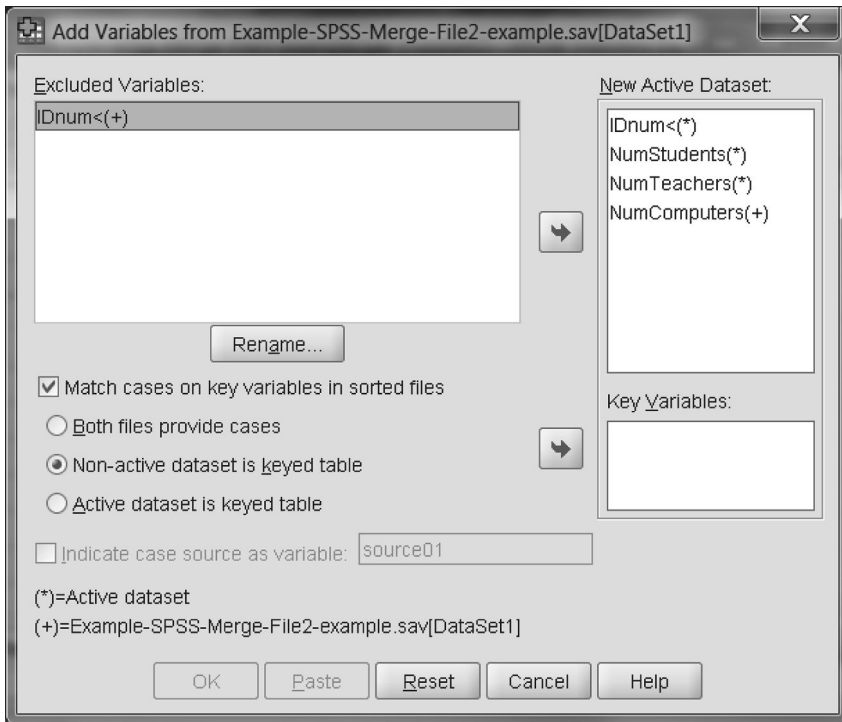 Add Variables from Example-SPSS-Merge-File2-example.sav[DataSet1]
X
Excluded Variables:
IDnum<(+)
New Active Dataset:
IDnum<(*)
NumStudents(*)
NumTeachers(*)
NumComputers(+)
Rename...
Match cases on key variables in sorted files
Both files provide cases
Non-active dataset is keyed table
Active dataset is keyed table
Key Variables:
Indicate case source as variable: source01
(*)=Active dataset
(+)=Example-SPSS-Merge-File2-example.sav[DataSet1]
OK Paste Reset Cancel Help